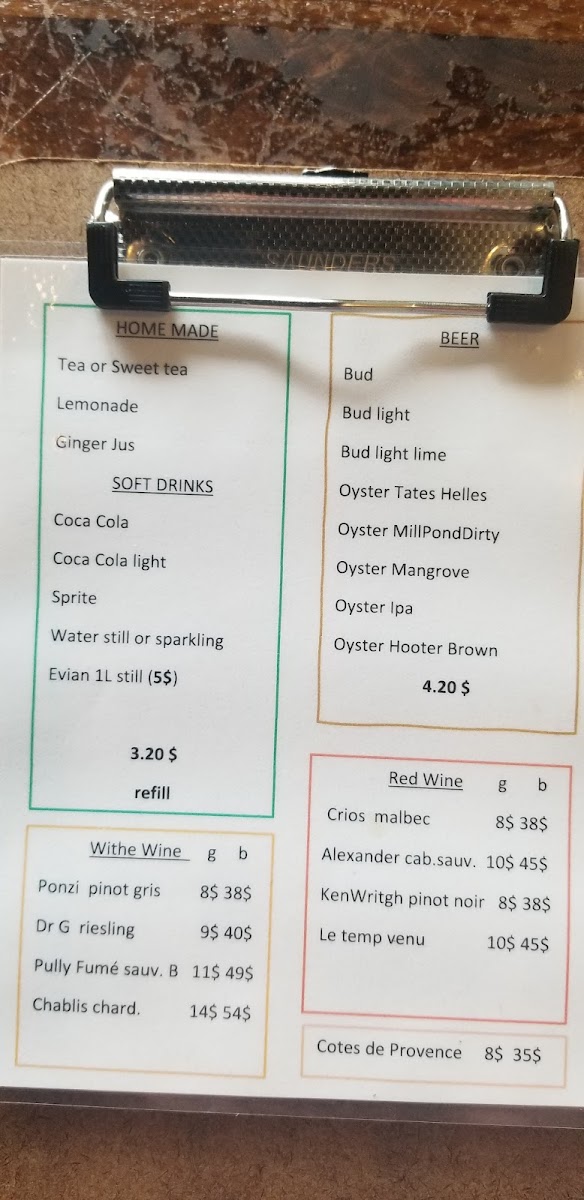 SAUNDERS
HOME MADE
Tea or Sweet tea
Lemonade
Ginger Jus
SOFT DRINKS
Coca Cola
Coca Cola light
Sprite
Water still or sparkling
Evian 1L still (5$)
3.20 $
refill
BEER
Bud
Bud light
Bud light lime
Oyster Tates Helles
Oyster MillPondDirty
Oyster Mangrove
Oyster Ipa
Oyster Hooter Brown
4.20 $
Withe Wine g b
Ponzi pinot gris 8$ 38$
Dr G riesling 9$ 40$
Pully Fumé sauv. B 11$ 49$
Chablis chard. 14$ 54$
Red Wine g b
Crios malbec 8$ 38$
Alexander cab.sauv. 10$ 45$
KenWritgh pinot noir 8$ 38$
Le temp venu 10$ 45$
Cotes de Provence 8$ 35$